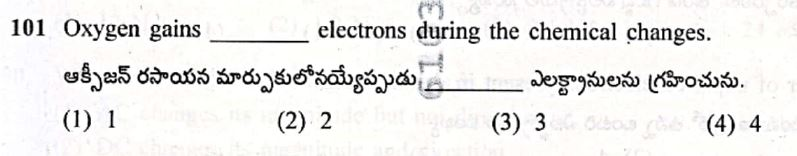 101 Oxygen gains ________ electrons during the chemical changes.
ఆక్సీజన్ రసాయన మార్పుకులోనయ్యేప్పుడు ________ ఎలక్ట్రానులను గ్రహించును.
(1) 1 (2) 2 (3) 3 (4) 4